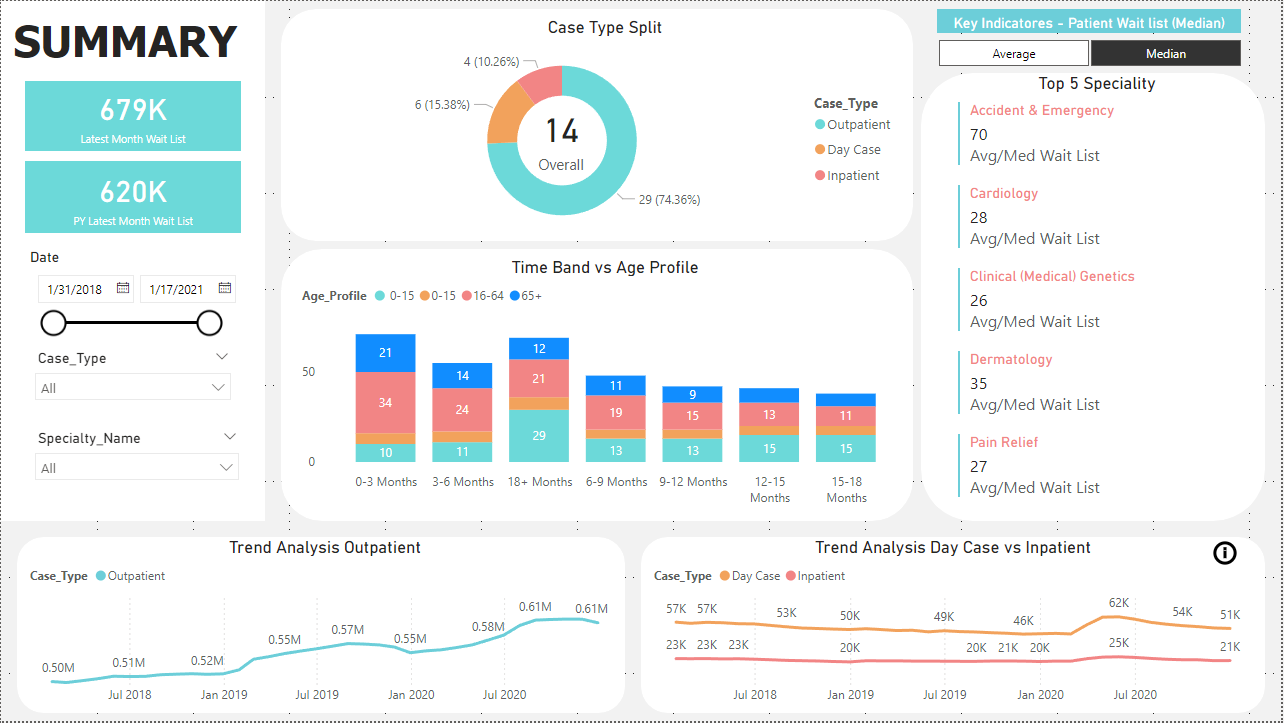 SUMMARY
679K
Latest Month Wait List
620K
PY Latest Month Wait List
Date
1/31/2018 1/17/2021
Case_Type
All
Specialty_Name
All
Case Type Split
4 (10.26%)
6 (15.38%)
14
Overall
29 (74.36%)
Case_Type
Outpatient
Day Case
Inpatient
Time Band vs Age Profile
Age_Profile 0-15 0-15 16-64 65+
50
0
21
34
10
14
24
11
12
21
29
11
19
13
9
15
13
13
15
11
15
0-3 Months 3-6 Months 18+ Months 6-9 Months 9-12 Months 12-15 Months 15-18 Months
Key Indicatores - Patient Wait list (Median)
Average Median
Top 5 Speciality
Accident & Emergency
70
Avg/Med Wait List
Cardiology
28
Avg/Med Wait List
Clinical (Medical) Genetics
26
Avg/Med Wait List
Dermatology
35
Avg/Med Wait List
Pain Relief
27
Avg/Med Wait List
Trend Analysis Outpatient
Case_Type Outpatient
0.50M 0.51M 0.52M 0.55M 0.57M 0.55M 0.58M 0.61M 0.61M
Jul 2018 Jan 2019 Jul 2019 Jan 2020 Jul 2020
Trend Analysis Day Case vs Inpatient
Case_Type Day Case Inpatient
57K 57K 53K 50K 49K 46K 62K 54K 51K
23K 23K 23K 20K 20K 21K 20K 25K 21K
Jul 2018 Jan 2019 Jul 2019 Jan 2020 Jul 2020